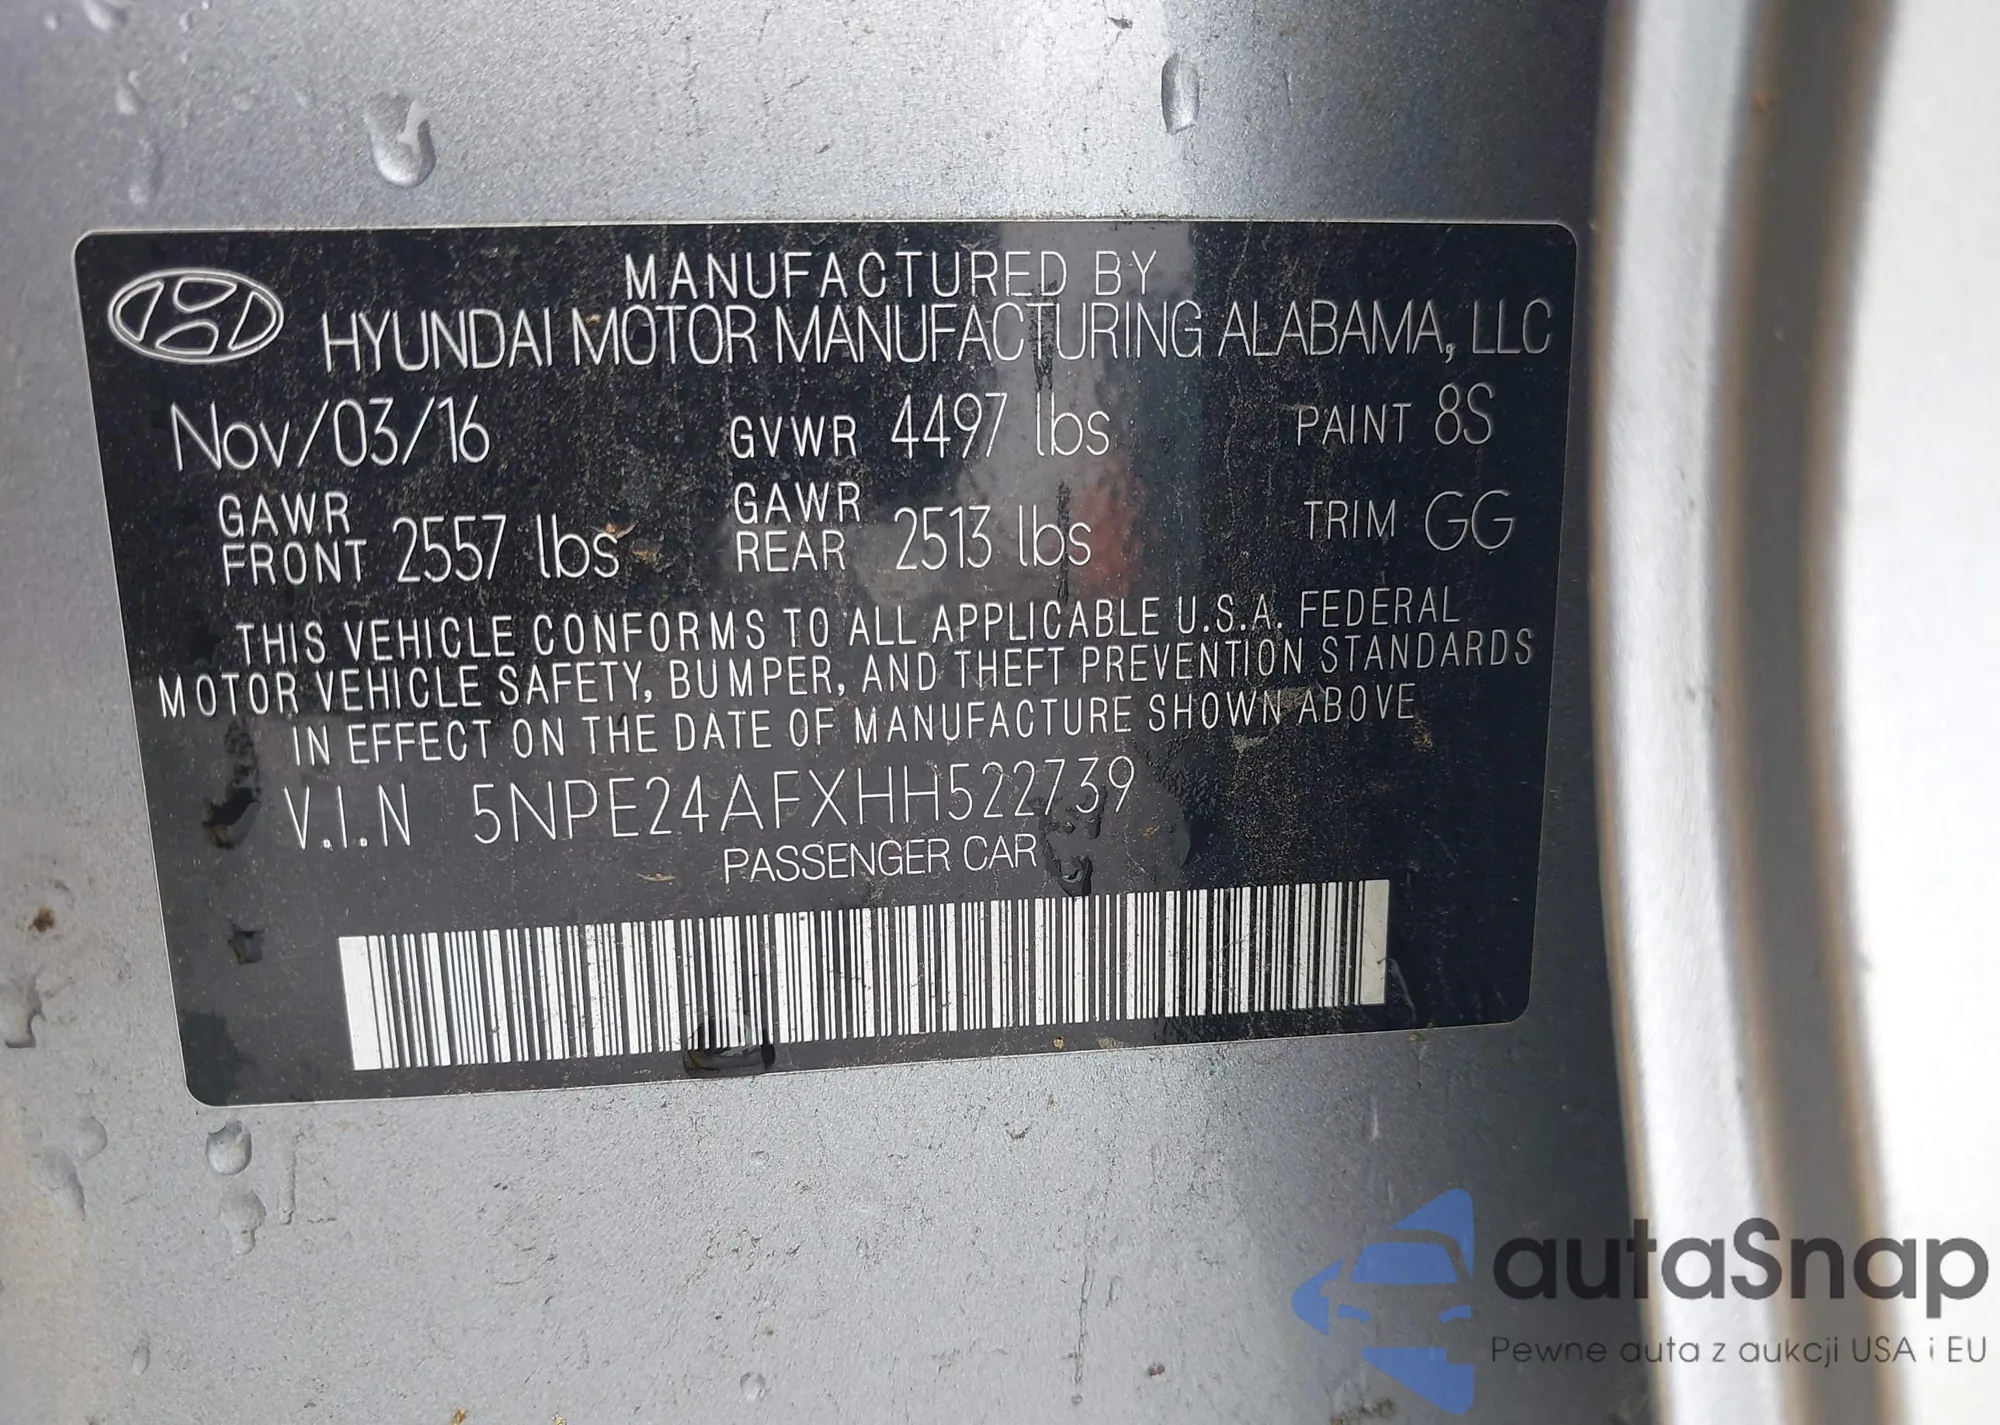 MANUFACTURED BY
HYUNDAI MOTOR MANUFACTURING ALABAMA, LLC
Nov/03/16 GVWR 4497 lbs PAINT 8S
GAWR FRONT 2557 lbs GAWR REAR 2513 lbs TRIM GG
THIS VEHICLE CONFORMS TO ALL APPLICABLE U.S.A. FEDERAL
MOTOR VEHICLE SAFETY, BUMPER, AND THEFT PREVENTION STANDARDS
IN EFFECT ON THE DATE OF MANUFACTURE SHOWN ABOVE
V.I.N 5NPE24AFXHH522739
PASSENGER CAR
autaSnap
Pewne auta z aukcji USA i EU